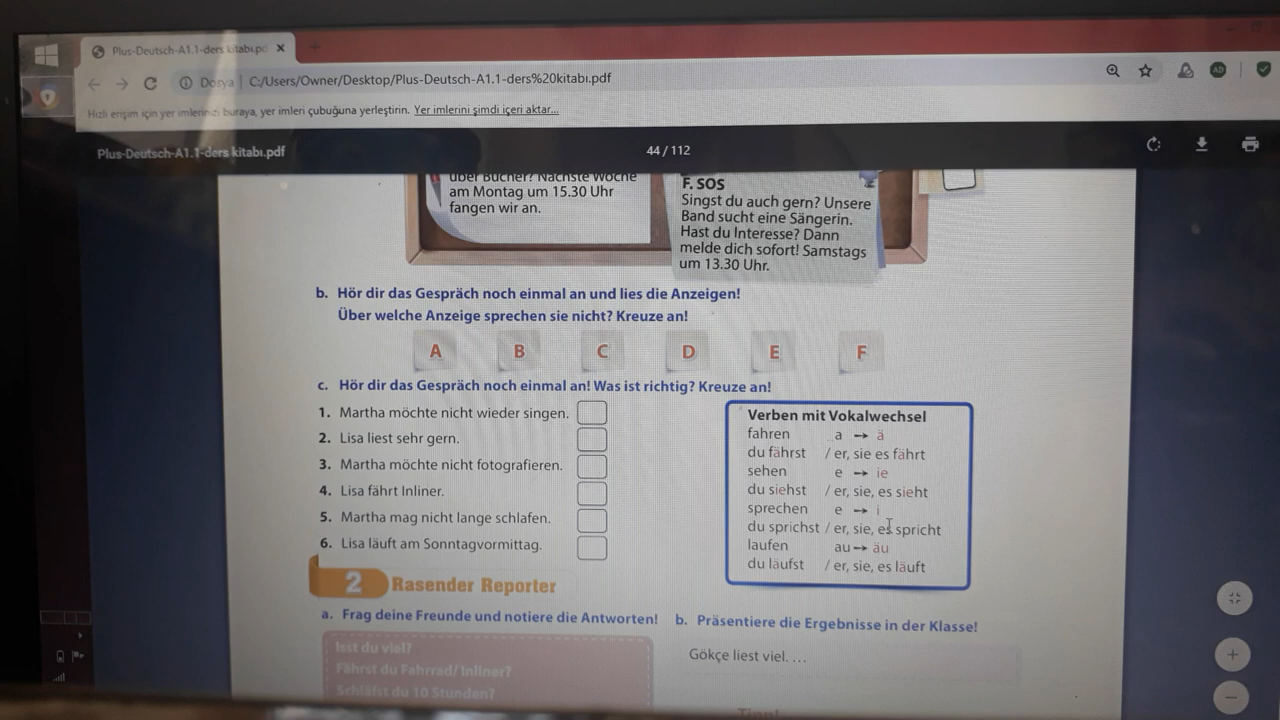 Plus-Deutsch-A1.1-ders kitabı.pd
Dosya | C:/Users/Owner/Desktop/Plus-Deutsch-A1.1-ders%20kitabı.pdf
AD
Hızlı erişim için yer imlerinizi buraya, yer imleri çubuğuna yerleştirin. Yer imlerini şimdi içeri aktar...
Plus-Deutsch-A1.1-ders kitabı.pdf
44 / 112
über Bücher? Nächste Woche
am Montag um 15.30 Uhr
fangen wir an.
F. SOS
Singst du auch gern? Unsere
Band sucht eine Sängerin.
Hast du Interesse? Dann
melde dich sofort! Samstags
um 13.30 Uhr.
b. Hör dir das Gespräch noch einmal an und lies die Anzeigen!
Über welche Anzeige sprechen sie nicht? Kreuze an!
A B C D E F
c. Hör dir das Gespräch noch einmal an! Was ist richtig? Kreuze an!
1. Martha möchte nicht wieder singen.
2. Lisa liest sehr gern.
3. Martha möchte nicht fotografieren.
4. Lisa fährt Inliner.
5. Martha mag nicht lange schlafen.
6. Lisa läuft am Sonntagvormittag.
Verben mit Vokalwechsel
fahren a → ä
du fährst / er, sie es fährt
sehen e → ie
du siehst / er, sie, es sieht
sprechen e → i
du sprichst / er, sie, es spricht
laufen au → äu
du läufst / er, sie, es läuft
2 Rasender Reporter
a. Frag deine Freunde und notiere die Antworten!
Isst du viel?
Fährst du Fahrrad/ Inliner?
Schläfst du 10 Stunden?
b. Präsentiere die Ergebnisse in der Klasse!
Gökçe liest viel. ...